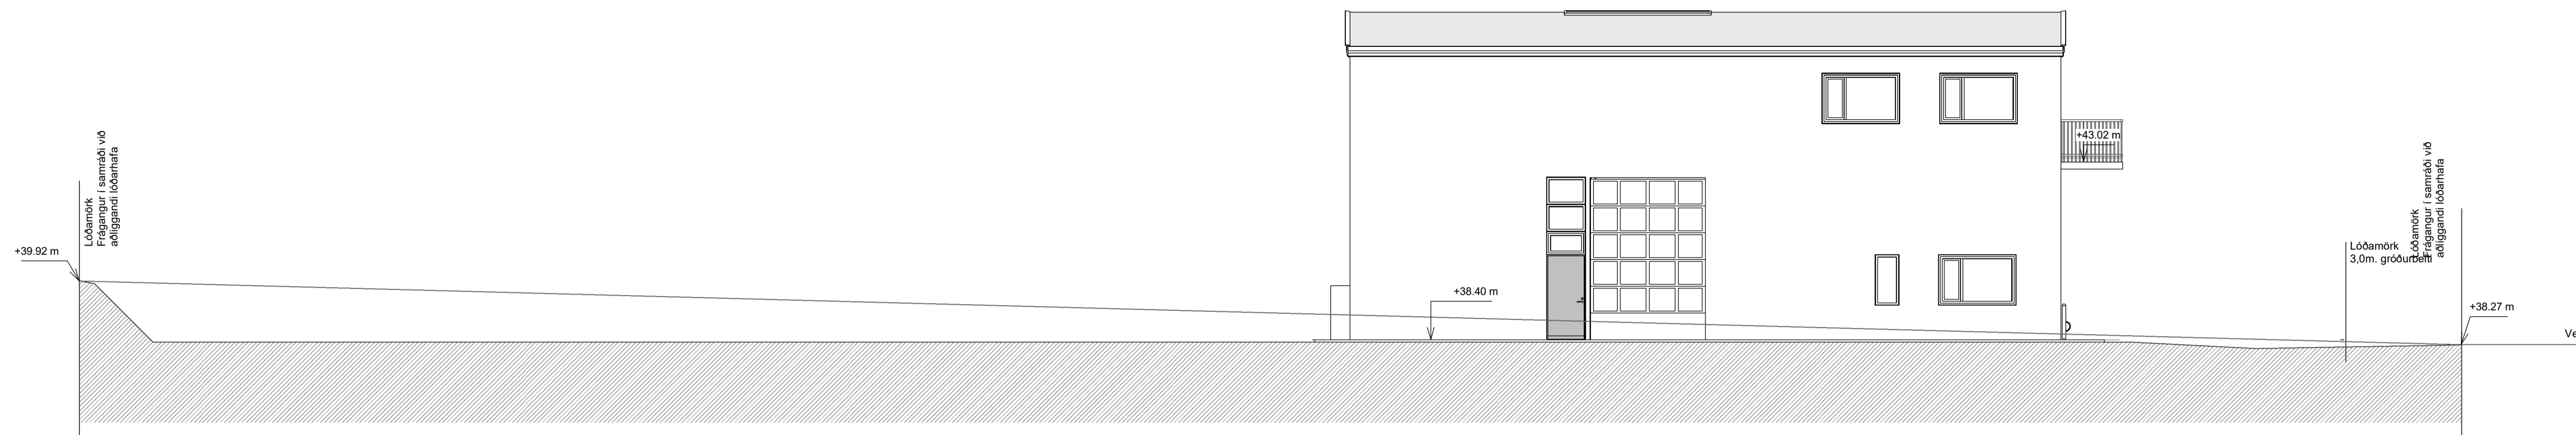 Lóðamörk
Frágangur í samráði við
aðliggandi lóðarhafa
+39.92 m
+38.40 m
+43.02 m
Lóðamörk
3,0m. gróðurbelti
Lóðamörk
Frágangur í samráði við
aðliggandi lóðarhafa
+38.27 m
Ve